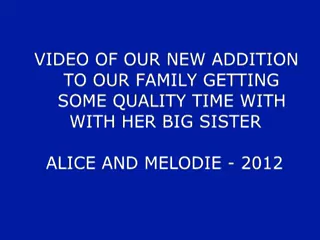 VIDEO OF OUR NEW ADDITION
TO OUR FAMILY GETTING
SOME QUALITY TIME WITH
WITH HER BIG SISTER
ALICE AND MELODIE - 2012